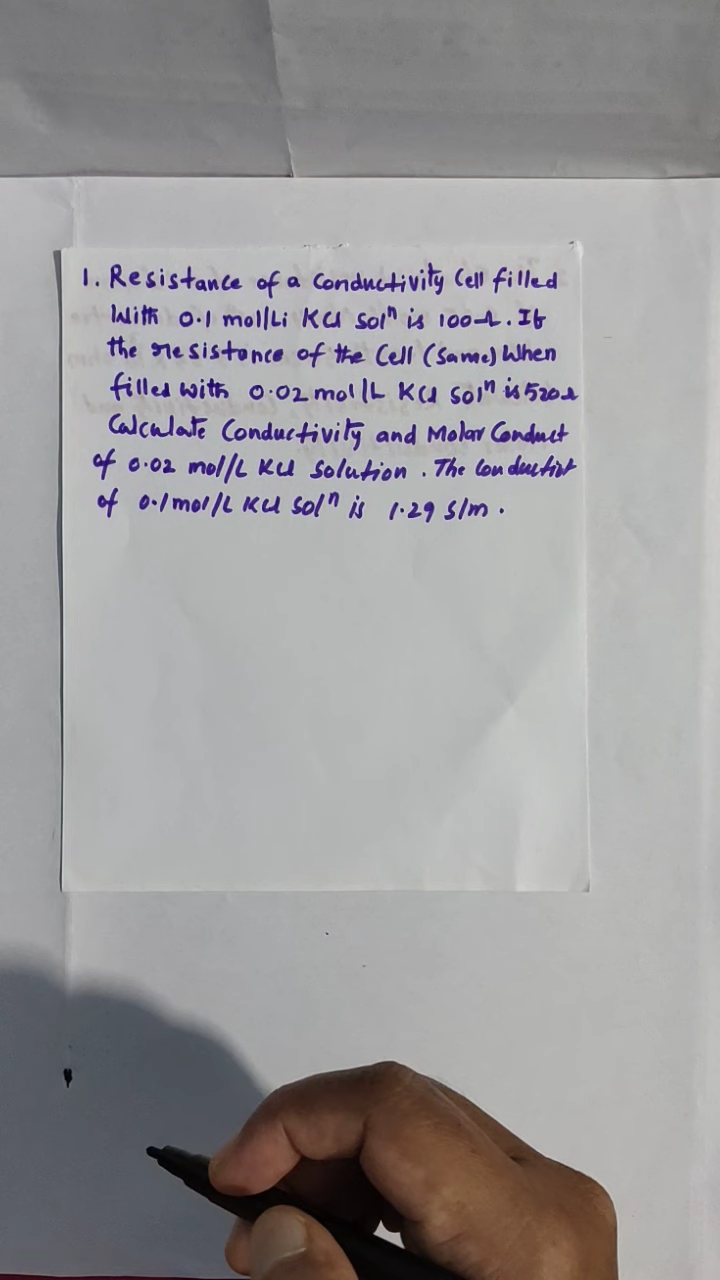 1. Resistance of a Conductivity Cell filled
With 0.1 mol/Li KCl Solⁿ is 100Ω. If
the resistance of the Cell (Same) When
filled with 0.02 mol/L KCl Solⁿ is 520Ω
Calculate Conductivity and Molar Conduct
of 0.02 mol/L KCl Solution. The Conductivt
of 0.1 mol/L KCl Solⁿ is 1.29 S/m.